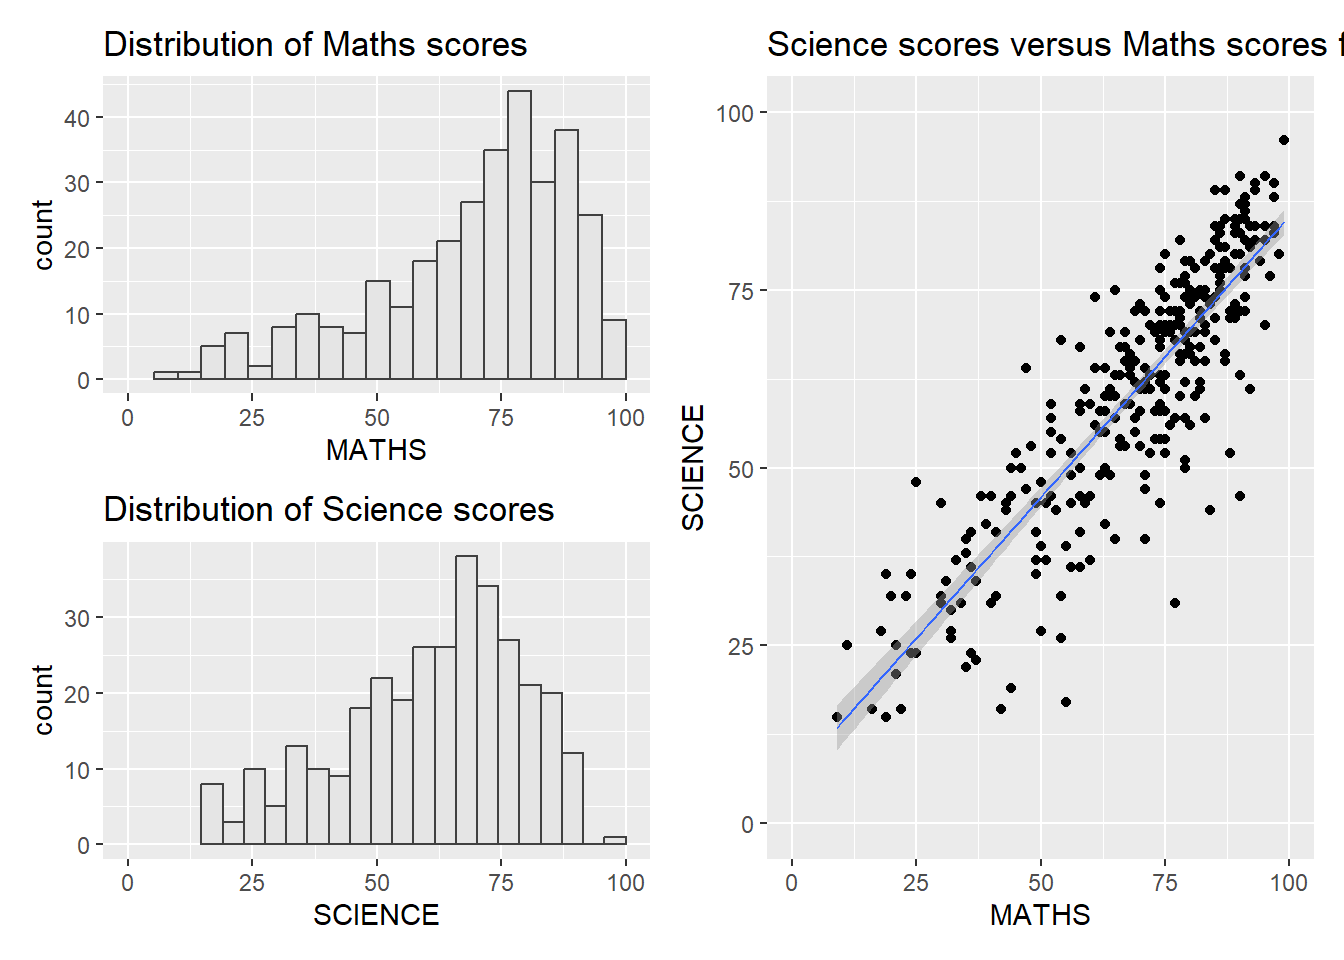 Distribution of Maths scores
count
40
30
20
10
0
0 25 50 75 100
MATHS
Distribution of Science scores
count
30
20
10
0
0 25 50 75 100
SCIENCE
Science scores versus Maths scores f
SCIENCE
100
75
50
25
0
0 25 50 75 100
MATHS